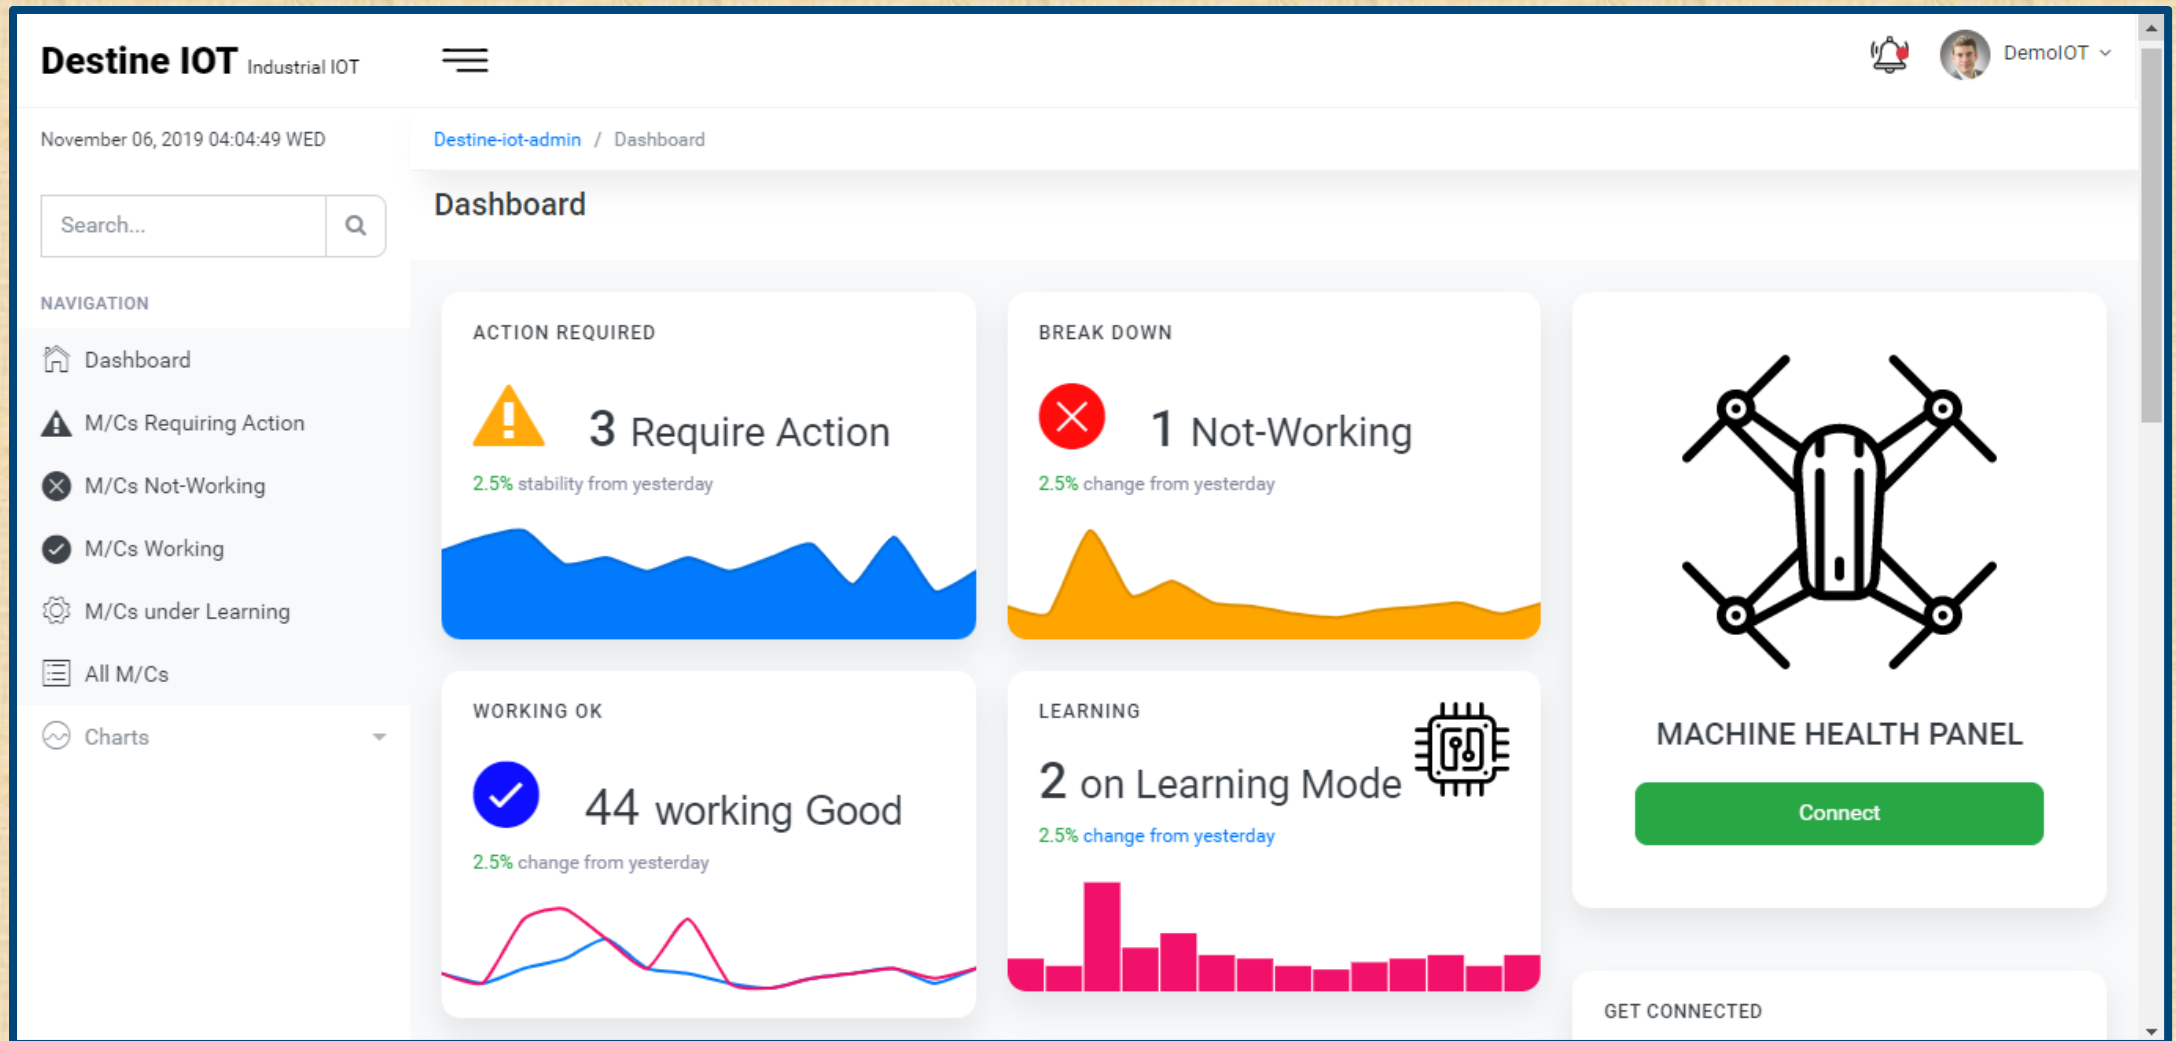 Destine IOT Industrial IOT
DemoIOT
November 06, 2019 04:04:49 WED
Destine-iot-admin / Dashboard
Dashboard
Search...
NAVIGATION
Dashboard
M/Cs Requiring Action
M/Cs Not-Working
M/Cs Working
M/Cs under Learning
All M/Cs
Charts
ACTION REQUIRED
3 Require Action
2.5% stability from yesterday
BREAK DOWN
1 Not-Working
2.5% change from yesterday
WORKING OK
44 working Good
2.5% change from yesterday
LEARNING
2 on Learning Mode
2.5% change from yesterday
MACHINE HEALTH PANEL
Connect
GET CONNECTED